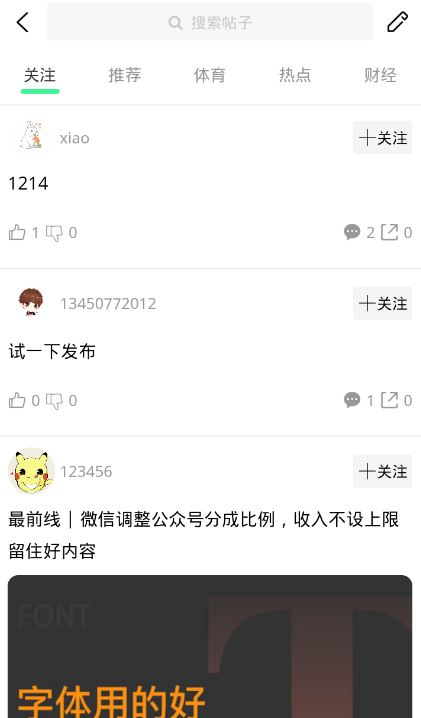 搜索帖子
关注 推荐 体育 热点 财经
xiao 十关注
1214
1 0 2 0
13450772012 十关注
试一下发布
0 0 1 0
123456 十关注
最前线｜微信调整公众号分成比例，收入不设上限
留住好内容
FONT
T
字体用的好